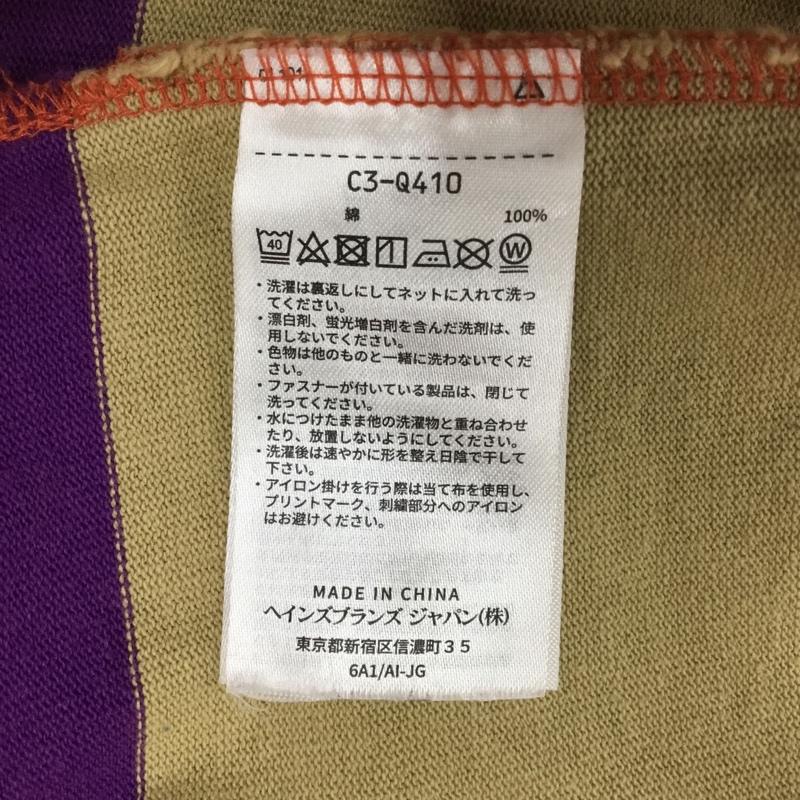 C3-Q410
綿 100%
40 W
・洗濯は裏返しにしてネットに入れて洗っ
てください。
・漂白剤、蛍光増白剤を含んだ洗剤は、使
用しないでください。
・色物は他のものと一緒に洗わないでくだ
さい。
・ファスナーが付いている製品は、閉じて
洗ってください。
・水につけたまま他の洗濯物と重ね合わせ
たり、放置しないようにしてください。
・洗濯後は速やかに形を整え日陰で干して
下さい。
・アイロン掛けを行う際は当て布を使用し、
プリントマーク、刺繍部分へのアイロン
はお避けください。
MADE IN CHINA
ヘインズブランズ ジャパン(株)
東京都新宿区信濃町35
6A1/AI-JG